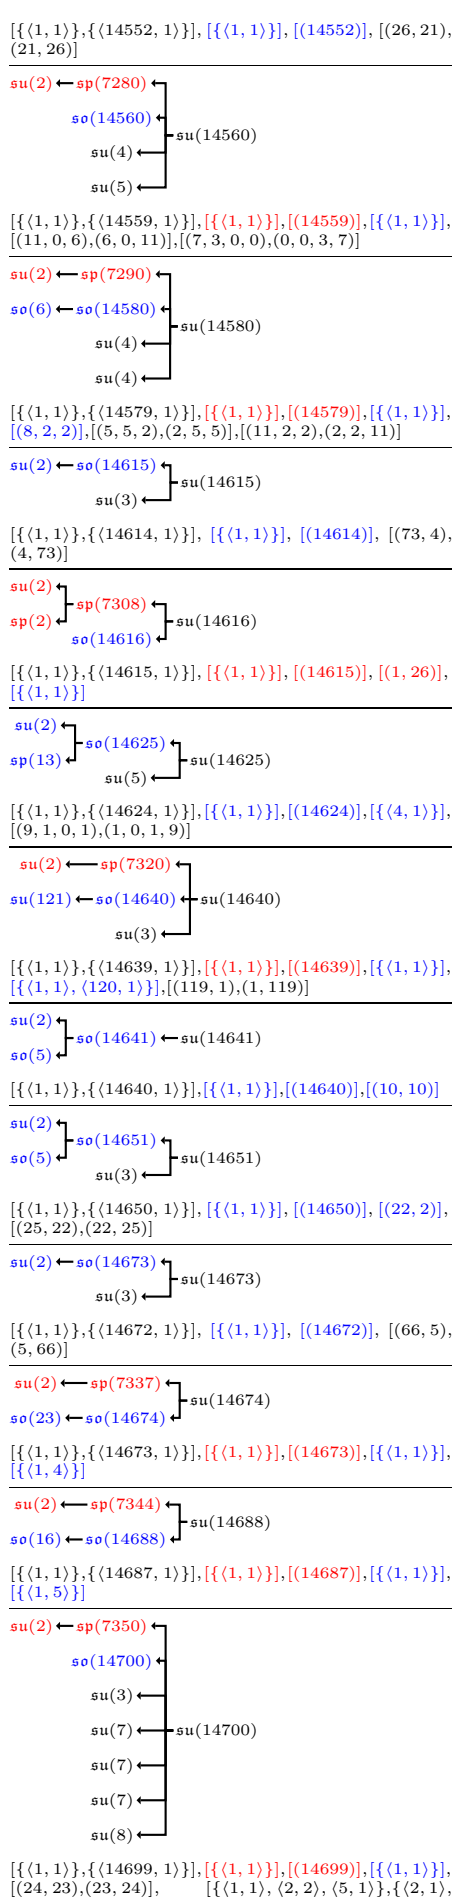 [{⟨1, 1⟩},{⟨14552, 1⟩}], [{⟨1, 1⟩}], [(14552)], [(26, 21),
(21, 26)]
𝔰𝔲(2) 𝔰𝔭(7280)
𝔰𝔬(14560)
𝔰𝔲(14560)
𝔰𝔲(4)
𝔰𝔲(5)
[{⟨1, 1⟩},{⟨14559, 1⟩}],[{⟨1, 1⟩}],[(14559)],[{⟨1, 1⟩}],
[(11, 0, 6),(6, 0, 11)],[(7, 3, 0, 0),(0, 0, 3, 7)]
𝔰𝔲(2) 𝔰𝔭(7290)
𝔰𝔬(6) 𝔰𝔬(14580)
𝔰𝔲(14580)
𝔰𝔲(4)
𝔰𝔲(4)
[{⟨1, 1⟩},{⟨14579, 1⟩}],[{⟨1, 1⟩}],[(14579)],[{⟨1, 1⟩}],
[(8, 2, 2)],[(5, 5, 2),(2, 5, 5)],[(11, 2, 2),(2, 2, 11)]
𝔰𝔲(2) 𝔰𝔬(14615)
𝔰𝔲(14615)
𝔰𝔲(3)
[{⟨1, 1⟩},{⟨14614, 1⟩}], [{⟨1, 1⟩}], [(14614)], [(73, 4),
(4, 73)]
𝔰𝔲(2)
𝔰𝔭(7308)
𝔰𝔭(2)
𝔰𝔲(14616)
𝔰𝔬(14616)
[{⟨1, 1⟩},{⟨14615, 1⟩}], [{⟨1, 1⟩}], [(14615)], [(1, 26)],
[{⟨1, 1⟩}]
𝔰𝔲(2)
𝔰𝔬(14625)
𝔰𝔭(13)
𝔰𝔲(14625)
𝔰𝔲(5)
[{⟨1, 1⟩},{⟨14624, 1⟩}],[{⟨1, 1⟩}],[(14624)],[{⟨4, 1⟩}],
[(9, 1, 0, 1),(1, 0, 1, 9)]
𝔰𝔲(2) 𝔰𝔭(7320)
𝔰𝔲(121) 𝔰𝔬(14640) 𝔰𝔲(14640)
𝔰𝔲(3)
[{⟨1, 1⟩},{⟨14639, 1⟩}],[{⟨1, 1⟩}],[(14639)],[{⟨1, 1⟩}],
[{⟨1, 1⟩, ⟨120, 1⟩}],[(119, 1),(1, 119)]
𝔰𝔲(2)
𝔰𝔬(14641) 𝔰𝔲(14641)
𝔰𝔬(5)
[{⟨1, 1⟩},{⟨14640, 1⟩}],[{⟨1, 1⟩}],[(14640)],[(10, 10)]
𝔰𝔲(2)
𝔰𝔬(14651)
𝔰𝔬(5)
𝔰𝔲(14651)
𝔰𝔲(3)
[{⟨1, 1⟩},{⟨14650, 1⟩}], [{⟨1, 1⟩}], [(14650)], [(22, 2)],
[(25, 22),(22, 25)]
𝔰𝔲(2) 𝔰𝔬(14673)
𝔰𝔲(14673)
𝔰𝔲(3)
[{⟨1, 1⟩},{⟨14672, 1⟩}], [{⟨1, 1⟩}], [(14672)], [(66, 5),
(5, 66)]
𝔰𝔲(2) 𝔰𝔭(7337)
𝔰𝔲(14674)
𝔰𝔬(23) 𝔰𝔬(14674)
[{⟨1, 1⟩},{⟨14673, 1⟩}],[{⟨1, 1⟩}],[(14673)],[{⟨1, 1⟩}],
[{⟨1, 4⟩}]
𝔰𝔲(2) 𝔰𝔭(7344)
𝔰𝔲(14688)
𝔰𝔬(16) 𝔰𝔬(14688)
[{⟨1, 1⟩},{⟨14687, 1⟩}],[{⟨1, 1⟩}],[(14687)],[{⟨1, 1⟩}],
[{⟨1, 5⟩}]
𝔰𝔲(2) 𝔰𝔭(7350)
𝔰𝔬(14700)
𝔰𝔲(3)
𝔰𝔲(7) 𝔰𝔲(14700)
𝔰𝔲(7)
𝔰𝔲(7)
𝔰𝔲(8)
[{⟨1, 1⟩},{⟨14699, 1⟩}],[{⟨1, 1⟩}],[(14699)],[{⟨1, 1⟩}],
[(24, 23),(23, 24)], [{⟨1, 1⟩, ⟨2, 2⟩, ⟨5, 1⟩},{⟨2, 1⟩,